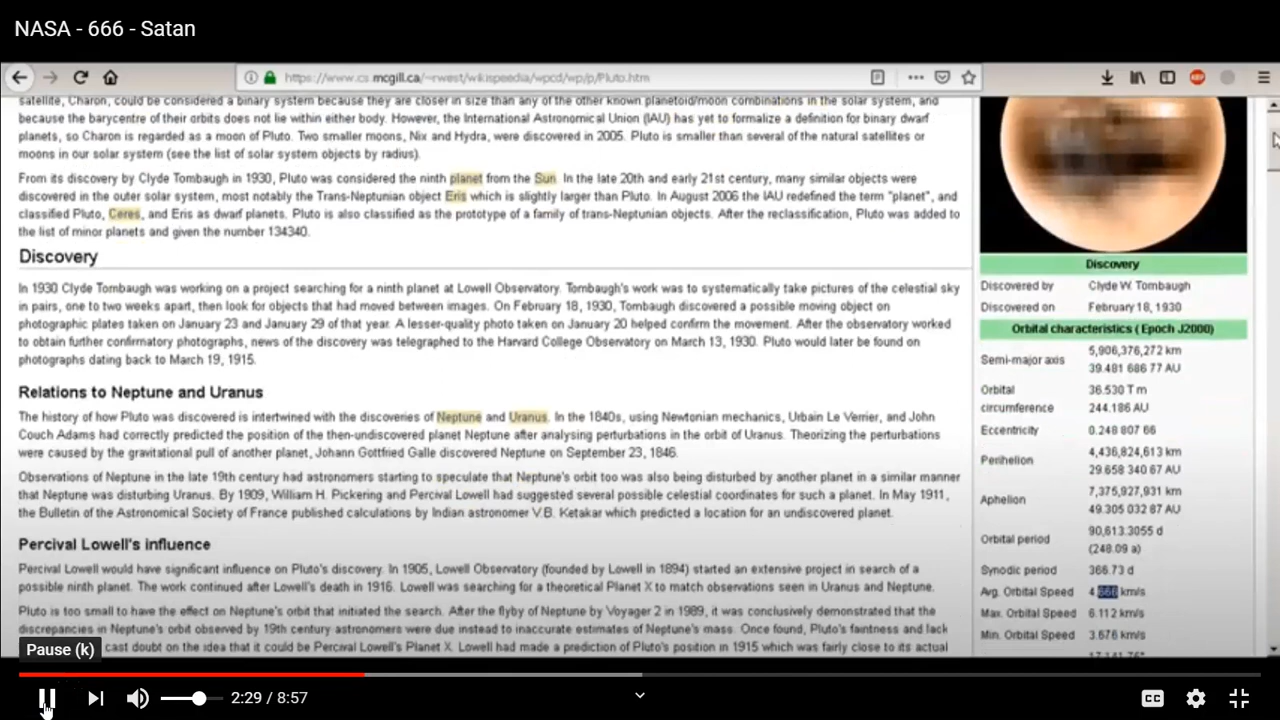 NASA - 666 - Satan
https://www.cs.mcgill.ca/~rwest/wikispeedia/wpcd/wp/p/Pluto.htm
satellite, Charon, could be considered a binary system because they are closer in size than any of the other known planetoid/moon combinations in the solar system, and
because the barycentre of their orbits does not lie within either body. However, the International Astronomical Union (IAU) has yet to formalize a definition for binary dwarf
planets, so Charon is regarded as a moon of Pluto. Two smaller moons, Nix and Hydra, were discovered in 2005. Pluto is smaller than several of the natural satellites or
moons in our solar system (see the list of solar system objects by radius).
From its discovery by Clyde Tombaugh in 1930, Pluto was considered the ninth planet from the Sun. In the late 20th and early 21st century, many similar objects were
discovered in the outer solar system, most notably the Trans-Neptunian object Eris which is slightly larger than Pluto. In August 2006 the IAU redefined the term "planet", and
classified Pluto, Ceres, and Eris as dwarf planets. Pluto is also classified as the prototype of a family of trans-Neptunian objects. After the reclassification, Pluto was added to
the list of minor planets and given the number 134340.
Discovery
In 1930 Clyde Tombaugh was working on a project searching for a ninth planet at Lowell Observatory. Tombaugh's work was to systematically take pictures of the celestial sky
in pairs, one to two weeks apart, then look for objects that had moved between images. On February 18, 1930, Tombaugh discovered a possible moving object on
photographic plates taken on January 23 and January 29 of that year. A lesser-quality photo taken on January 20 helped confirm the movement. After the observatory worked
to obtain further confirmatory photographs, news of the discovery was telegraphed to the Harvard College Observatory on March 13, 1930. Pluto would later be found on
photographs dating back to March 19, 1915.
Relations to Neptune and Uranus
The history of how Pluto was discovered is intertwined with the discoveries of Neptune and Uranus. In the 1840s, using Newtonian mechanics, Urbain Le Verrier, and John
Couch Adams had correctly predicted the position of the then-undiscovered planet Neptune after analysing perturbations in the orbit of Uranus. Theorizing the perturbations
were caused by the gravitational pull of another planet, Johann Gottfried Galle discovered Neptune on September 23, 1846.
Observations of Neptune in the late 19th century had astronomers starting to speculate that Neptune's orbit too was also being disturbed by another planet in a similar manner
that Neptune was disturbing Uranus. By 1909, William H. Pickering and Percival Lowell had suggested several possible celestial coordinates for such a planet. In May 1911,
the Bulletin of the Astronomical Society of France published calculations by Indian astronomer V.B. Ketakar which predicted a location for an undiscovered planet.
Percival Lowell's influence
Percival Lowell would have significant influence on Pluto's discovery. In 1905, Lowell Observatory (founded by Lowell in 1894) started an extensive project in search of a
possible ninth planet. The work continued after Lowell's death in 1916. Lowell was searching for a theoretical Planet X to match observations seen in Uranus and Neptune.
Pluto is too small to have the effect on Neptune's orbit that initiated the search. After the flyby of Neptune by Voyager 2 in 1989, it was conclusively demonstrated that the
discrepancies in Neptune's orbit observed by 19th century astronomers were due instead to inaccurate estimates of Neptune's mass. Once found, Pluto's faintness and lack
cast doubt on the idea that it could be Percival Lowell's Planet X. Lowell had made a prediction of Pluto's position in 1915 which was fairly close to its actual
Discovery
Discovered by Clyde W. Tombaugh
Discovered on February 18, 1930
Orbital characteristics (Epoch J2000)
Semi-major axis 5,906,376,272 km
39.481 686 77 AU
Orbital circumference 36.530 Tm
244.186 AU
Eccentricity 0.248 807 66
Perihelion 4,436,824,613 km
29.658 340 67 AU
Aphelion 7,375,927,931 km
49.305 032 87 AU
Orbital period 90,613.3055 d
(248.09 a)
Synodic period 366.73 d
Avg. Orbital Speed 4.666 km/s
Max. Orbital Speed 6.112 km/s
Min. Orbital Speed 3.676 km/s
Pause (k)
2:29 / 8:57
CC